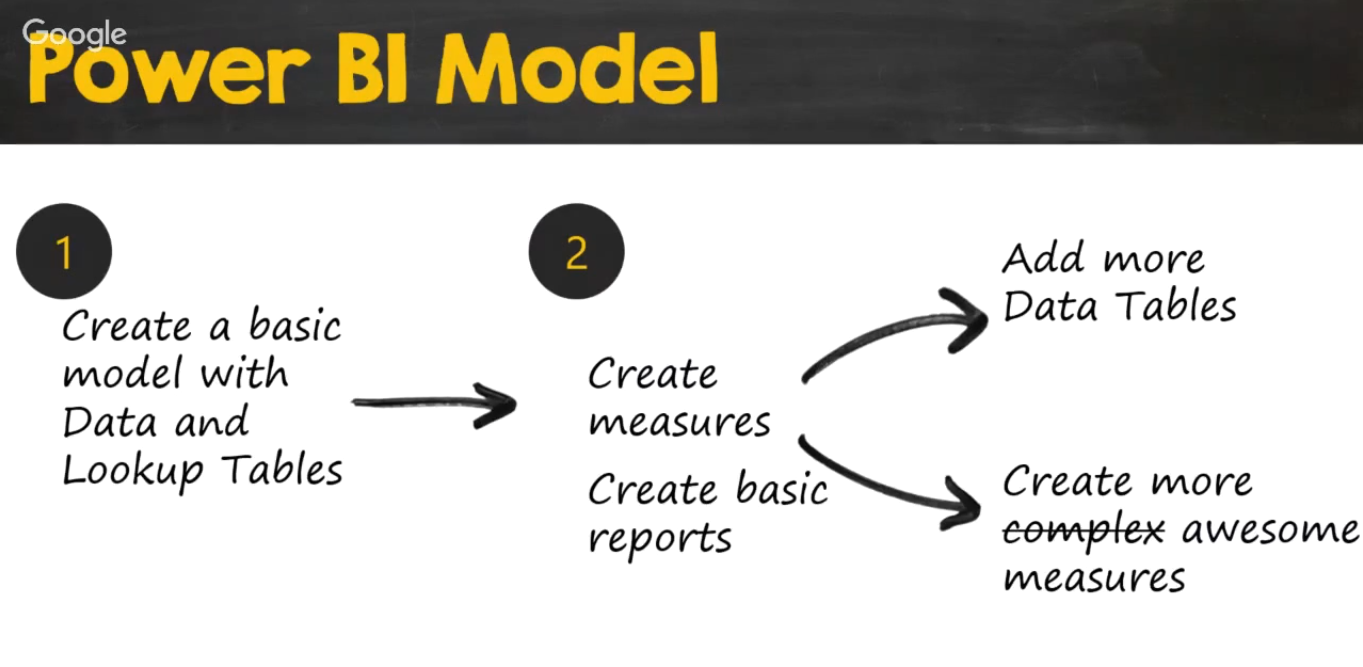 Google
Power BI Model
1
Create a basic
model with
Data and
Lookup Tables
2
Create
measures
Create basic
reports
Add more
Data Tables
Create more
complex awesome
measures